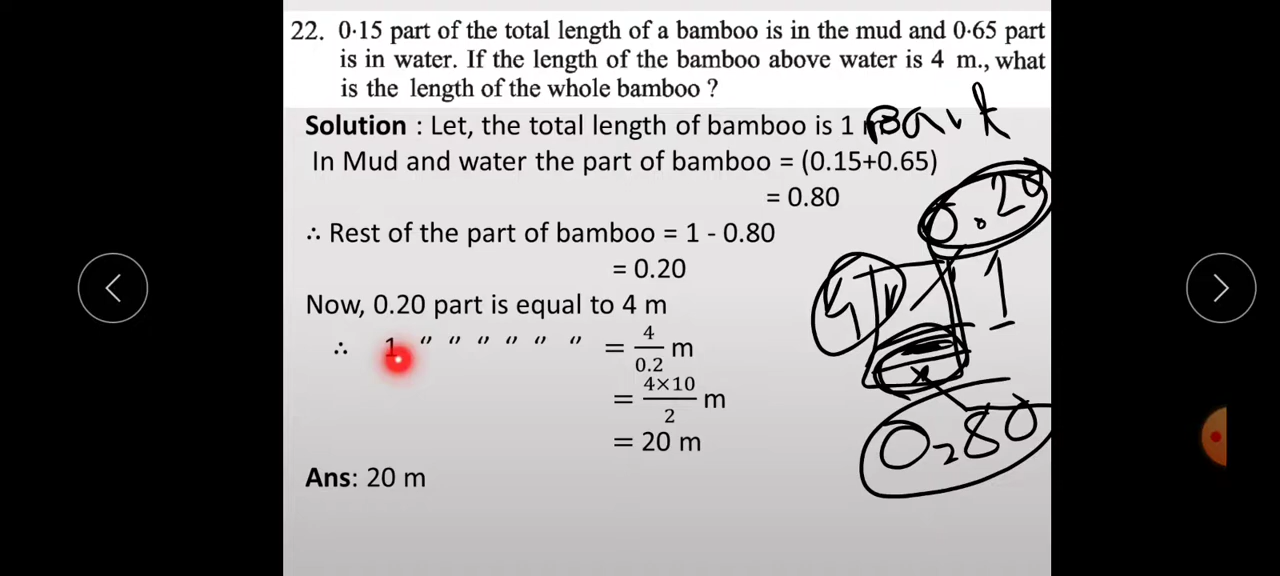 22. 0·15 part of the total length of a bamboo is in the mud and 0·65 part
is in water. If the length of the bamboo above water is 4 m., what
is the length of the whole bamboo ?
Solution : Let, the total length of bamboo is 1 Part
In Mud and water the part of bamboo = (0.15+0.65)
= 0.80
0.20
∴ Rest of the part of bamboo = 1 - 0.80
= 0.20
1
Now, 0.20 part is equal to 4 m
∴ 1 " " " " " " = 4/0.2 m
= 4×10/2 m
0.80
= 20 m
Ans: 20 m